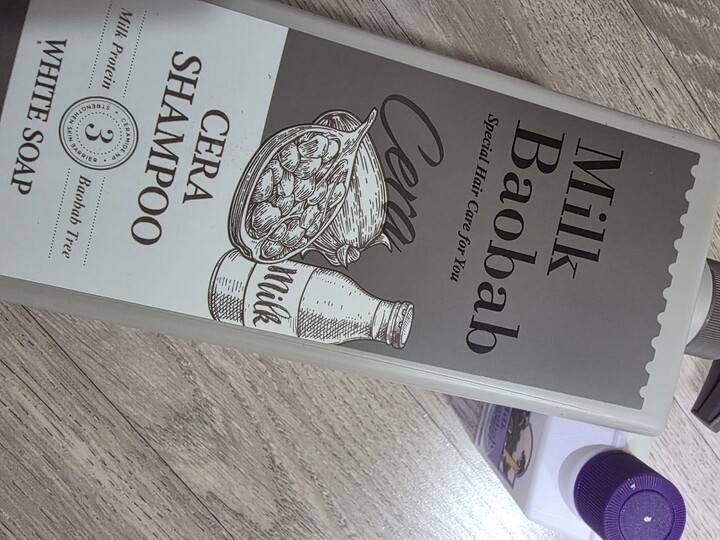 Milk
Baobab
Special Hair Care for You
Cera
Milk
CERA
SHAMPOO
Milk Protein
3
Baobab Tree
WHITE SOAP